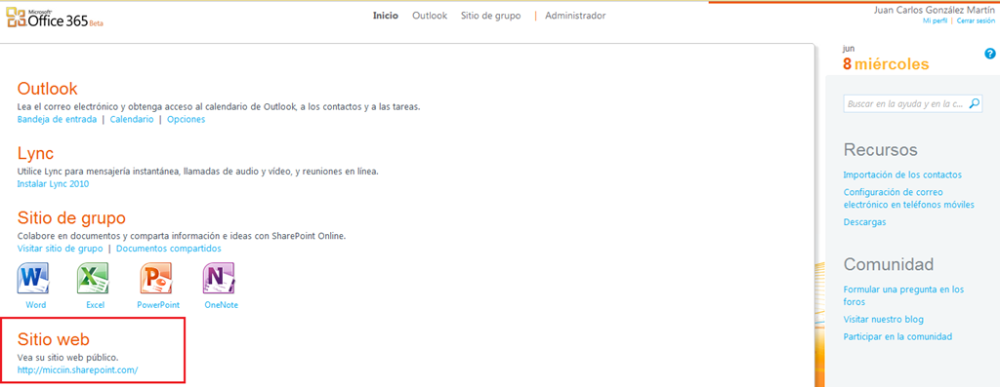 Microsoft®
Office 365 Beta
Inicio Outlook Sitio de grupo | Administrador
Juan Carlos González Martín
Mi perfil | Cerrar sesión
Outlook
Lea el correo electrónico y obtenga acceso al calendario de Outlook, a los contactos y a las tareas.
Bandeja de entrada | Calendario | Opciones
Lync
Utilice Lync para mensajería instantánea, llamadas de audio y vídeo, y reuniones en línea.
Instalar Lync 2010
Sitio de grupo
Colabore en documentos y comparta información e ideas con SharePoint Online.
Visitar sitio de grupo | Documentos compartidos
Word Excel PowerPoint OneNote
Sitio web
Vea su sitio web público.
http://micciin.sharepoint.com/
jun
8 miércoles
?
Buscar en la ayuda y en la c...
Recursos
Importación de los contactos
Configuración de correo
electrónico en teléfonos móviles
Descargas
Comunidad
Formular una pregunta en los
foros
Visitar nuestro blog
Participar en la comunidad